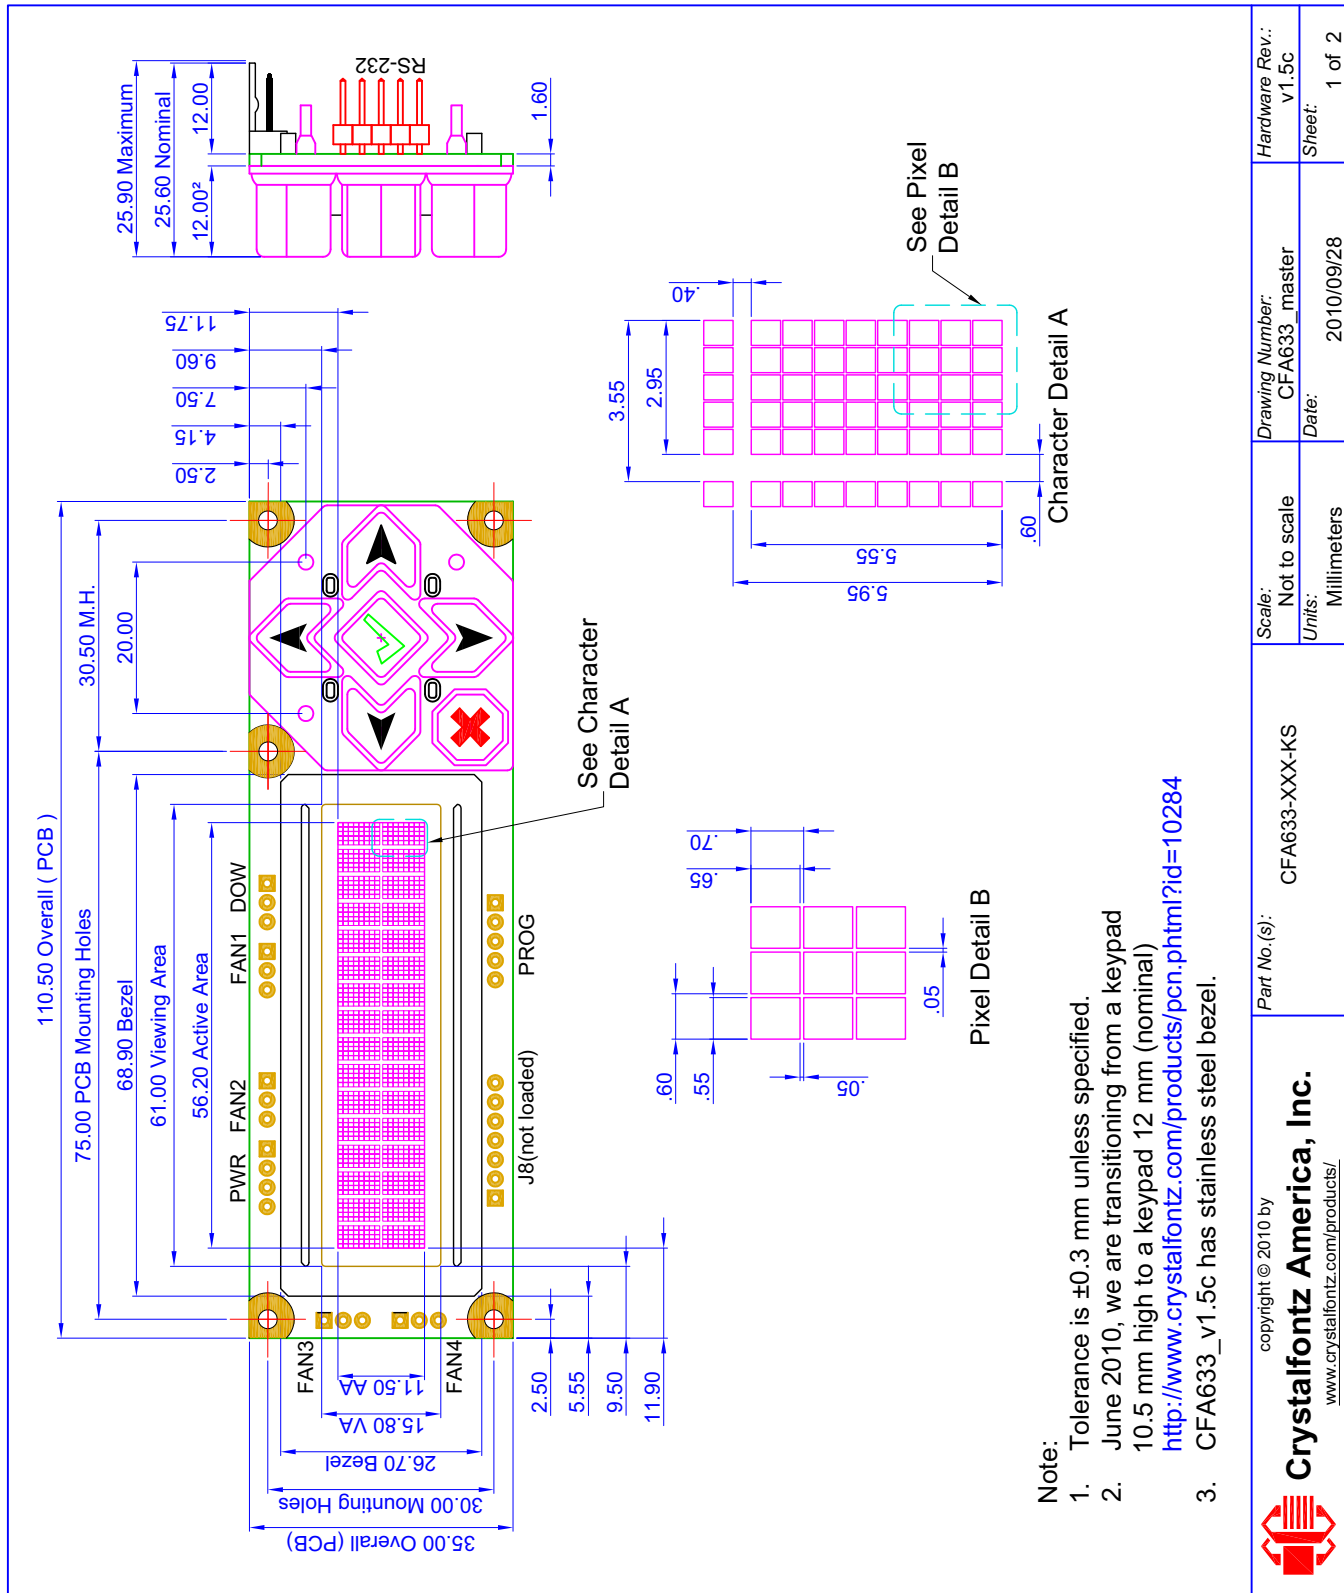 110.50 Overall ( PCB )
75.00 PCB Mounting Holes
30.50 M.H.
68.90 Bezel
20.00
61.00 Viewing Area
56.20 Active Area
2.50
4.15
7.50
9.60
11.75
25.90 Maximum
25.60 Nominal
12.00²
12.00
RS-232
1.60
PWR
FAN2
FAN1
DOW
FAN3
FAN4
J8(not loaded)
PROG
35.00 Overall (PCB)
30.00 Mounting Holes
26.70 Bezel
15.80 VA
11.50 AA
2.50
5.55
9.50
11.90
See Character
Detail A
.60
.55
.65
.70
.05
.05
Pixel Detail B
5.95
5.55
3.55
2.95
.40
.60
Character Detail A
See Pixel
Detail B
Note:
1. Tolerance is ±0.3 mm unless specified.
2. June 2010, we are transitioning from a keypad
10.5 mm high to a keypad 12 mm (nominal)
http://www.crystalfontz.com/products/pcn.phtml?id=10284
3. CFA633_v1.5c has stainless steel bezel.
copyright © 2010 by
Crystalfontz America, Inc.
www.crystalfontz.com/products/
Part No.(s):
CFA633-XXX-KS
Scale:
Not to scale
Units:
Millimeters
Drawing Number:
CFA633_master
Date:
2010/09/28
Hardware Rev.:
v1.5c
Sheet:
1 of 2